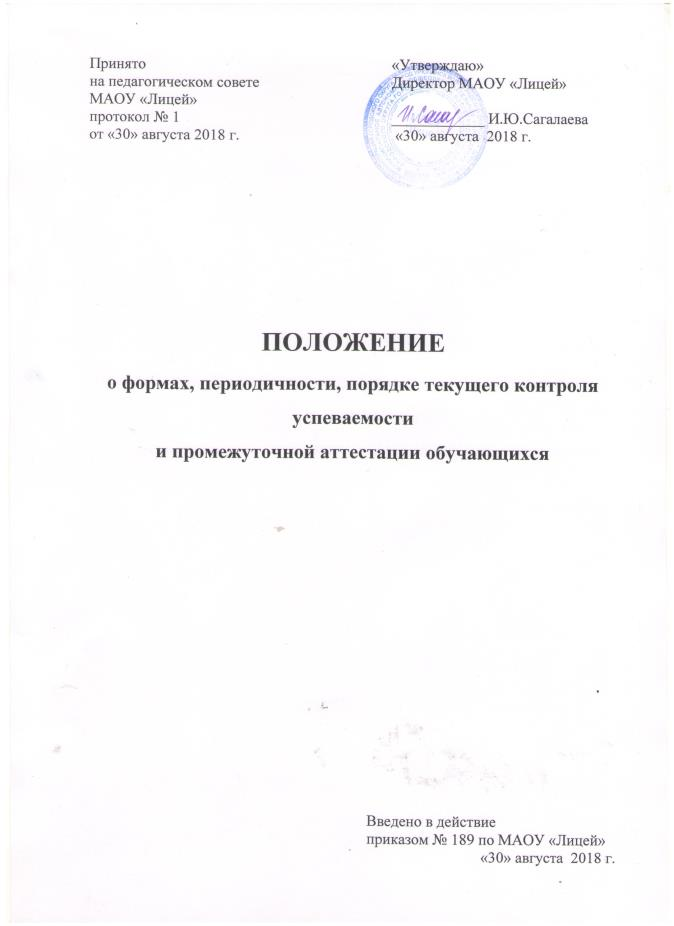 Принято
на педагогическом совете
МАОУ «Лицей»
протокол № 1
от «30» августа 2018 г.
«Утверждаю»
Директор МАОУ «Лицей»
____________ И.Ю.Сагалаева
«30» августа 2018 г.
ПОЛОЖЕНИЕ
о формах, периодичности, порядке текущего контроля
успеваемости
и промежуточной аттестации обучающихся
Введено в действие
приказом № 189 по МАОУ «Лицей»
«30» августа 2018 г.